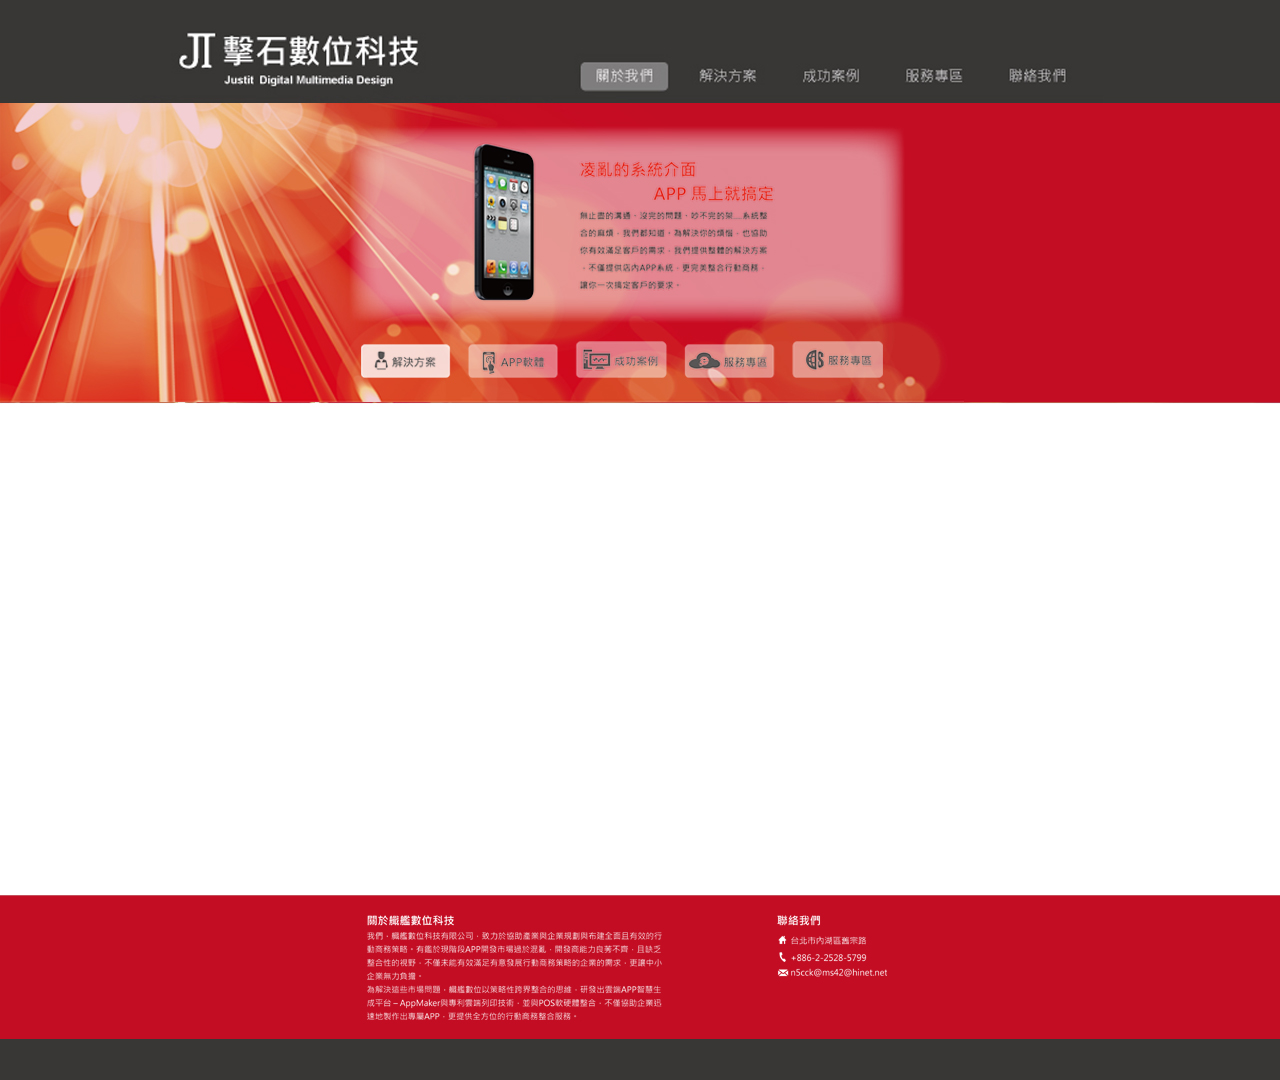 JT 擊石數位科技
Justit Digital Multimedia Design
關於我們 解決方案 成功案例 服務專區 聯絡我們
凌亂的系統介面
APP 馬上就搞定
無止盡的溝通、沒完的問題、吵不完的架....系統整
合的麻煩，我們都知道。為解決你的煩惱，也協助
你有效滿足客戶的需求，我們提供整體的解決方案
，不僅提供店內APP系統，更完美整合行動商務，
讓你一次搞定客戶的要求。
解決方案 APP軟體 成功案例 服務專區 服務專區
關於艦數位科技
我們，艦數位科技有限公司，致力於協助產業與企業規劃與布建全面且有效的行
動商務策略。有鑑於現階段APP開發市場過於混亂，開發商能力良莠不齊，且缺乏
整合性的視野，不僅未能有效滿足有意發展行動商務策略的企業的需求，更讓中小
企業無力負擔。
為解決這些市場問題，艦數位以策略性跨界整合的思維，研發出雲端APP智慧生
成平台 – AppMaker與專利雲端列印技術，並與POS軟硬體整合，不僅協助企業迅
速地製作出專屬APP，更提供全方位的行動商務整合服務。
聯絡我們
台北市內湖區舊宗路
+886-2-2528-5799
n5cck@ms42@hinet.net